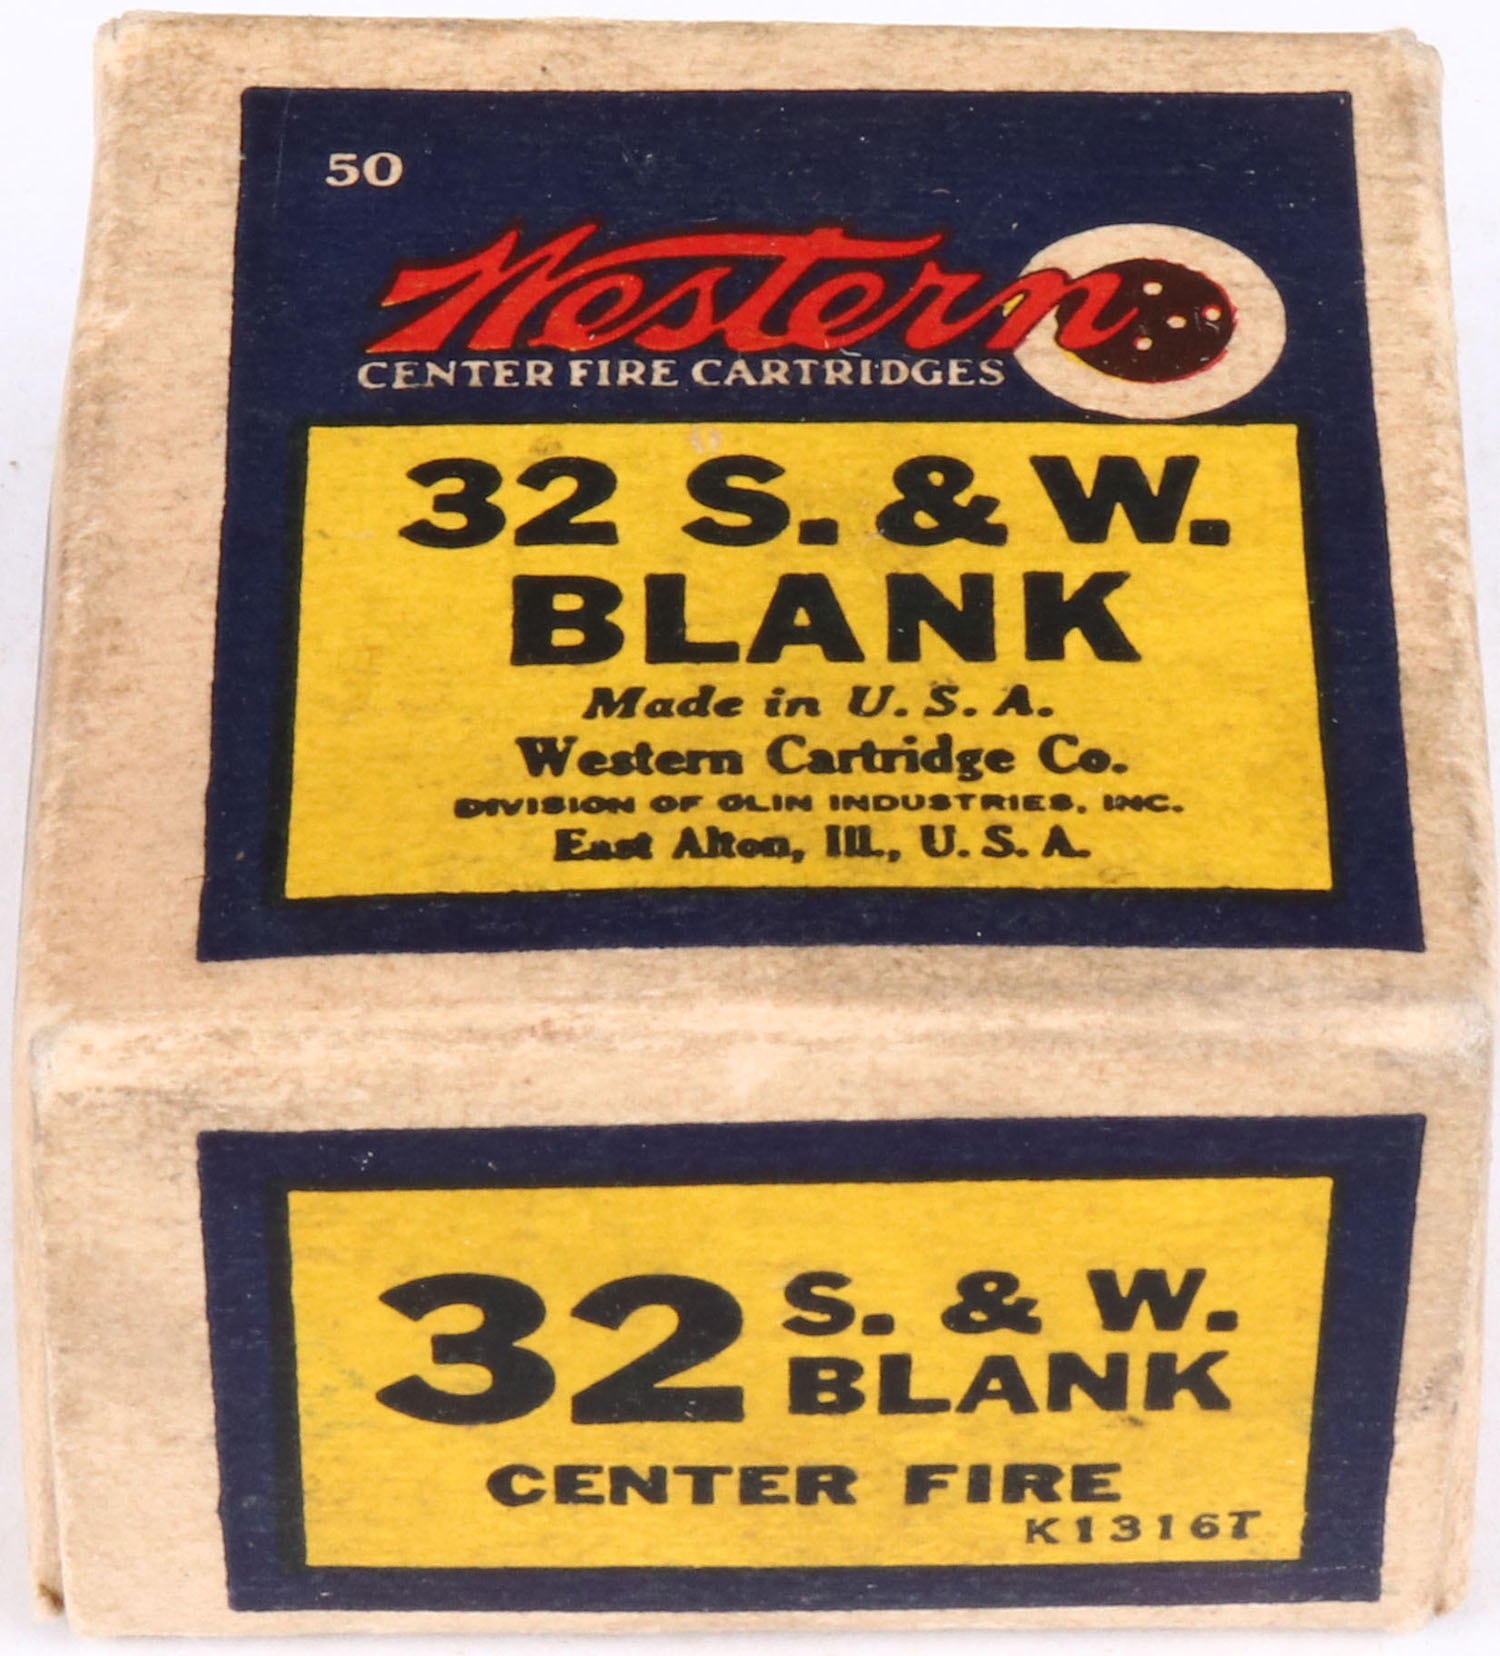 50
Western
CENTER FIRE CARTRIDGES
32 S. & W.
BLANK
Made in U. S. A.
Western Cartridge Co.
DIVISION OF OLIN INDUSTRIES, INC.
East Alton, Ill., U. S. A.
32 S. & W.
BLANK
CENTER FIRE
K1316T